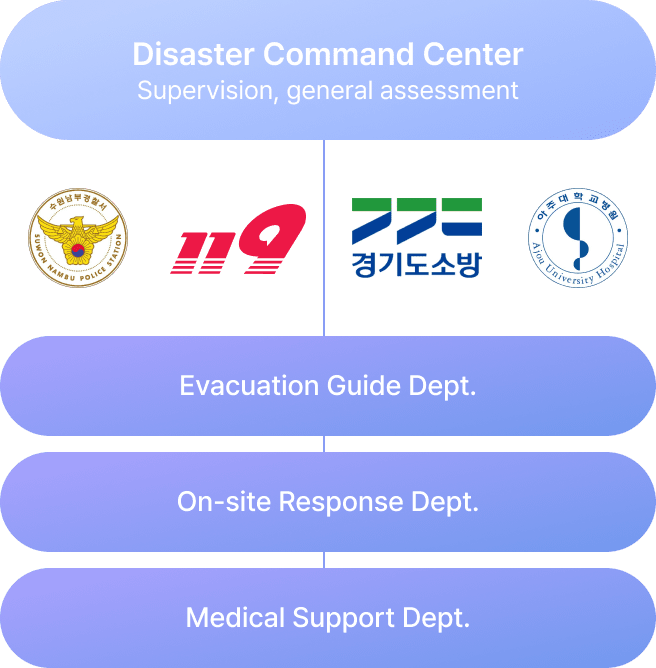 Disaster Command Center
Supervision, general assessment
수원남부경찰서
SUWON NAMBU POLICE STATION
119
경기도소방
아주대학교병원
Ajou University Hospital
Evacuation Guide Dept.
On-site Response Dept.
Medical Support Dept.